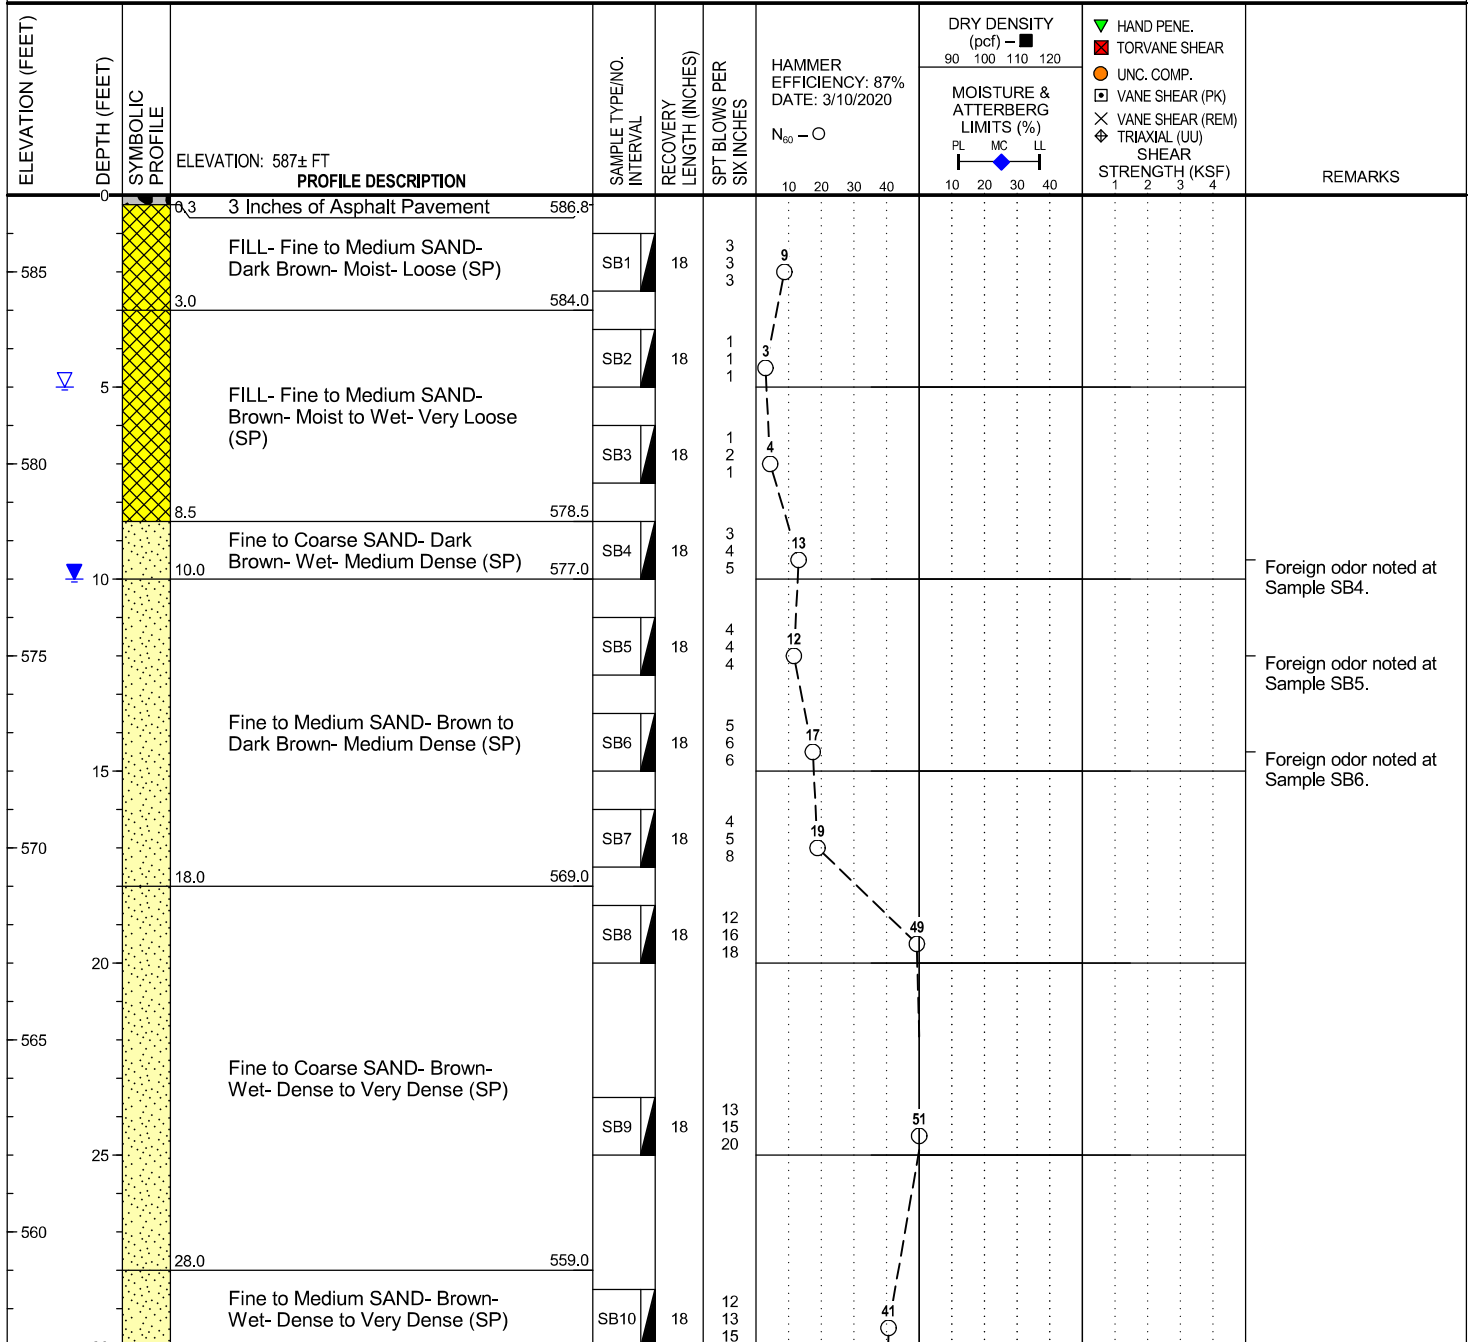 ELEVATION (FEET)
DEPTH (FEET)
SYMBOLIC
PROFILE
ELEVATION: 587± FT
PROFILE DESCRIPTION
SAMPLE TYPE/NO.
INTERVAL
RECOVERY
LENGTH (INCHES)
SPT BLOWS PER
SIX INCHES
HAMMER
EFFICIENCY: 87%
DATE: 3/10/2020
N60 – O
10 20 30 40
DRY DENSITY
(pcf) – ■
90 100 110 120
MOISTURE &
ATTERBERG
LIMITS (%)
PL MC LL
10 20 30 40
HAND PENE.
TORVANE SHEAR
UNC. COMP.
VANE SHEAR (PK)
VANE SHEAR (REM)
TRIAXIAL (UU)
SHEAR
STRENGTH (KSF)
1 2 3 4
REMARKS
0
0.3 3 Inches of Asphalt Pavement 586.8
FILL- Fine to Medium SAND-
Dark Brown- Moist- Loose (SP)
585
SB1 18
3
3
3
9
3.0 584.0
SB2 18
1
1
1
3
5
FILL- Fine to Medium SAND-
Brown- Moist to Wet- Very Loose
(SP)
580
SB3 18
1
2
1
4
8.5 578.5
Fine to Coarse SAND- Dark
Brown- Wet- Medium Dense (SP)
SB4 18
3
4
5
13
Foreign odor noted at
Sample SB4.
10.0 577.0
10
SB5 18
4
4
4
12
575
Foreign odor noted at
Sample SB5.
Fine to Medium SAND- Brown to
Dark Brown- Medium Dense (SP)
SB6 18
5
6
6
17
Foreign odor noted at
Sample SB6.
15
SB7 18
4
5
8
19
570
18.0 569.0
SB8 18
12
16
18
49
20
565
Fine to Coarse SAND- Brown-
Wet- Dense to Very Dense (SP)
SB9 18
13
15
20
51
25
560
28.0 559.0
Fine to Medium SAND- Brown-
Wet- Dense to Very Dense (SP)
SB10 18
12
13
15
41